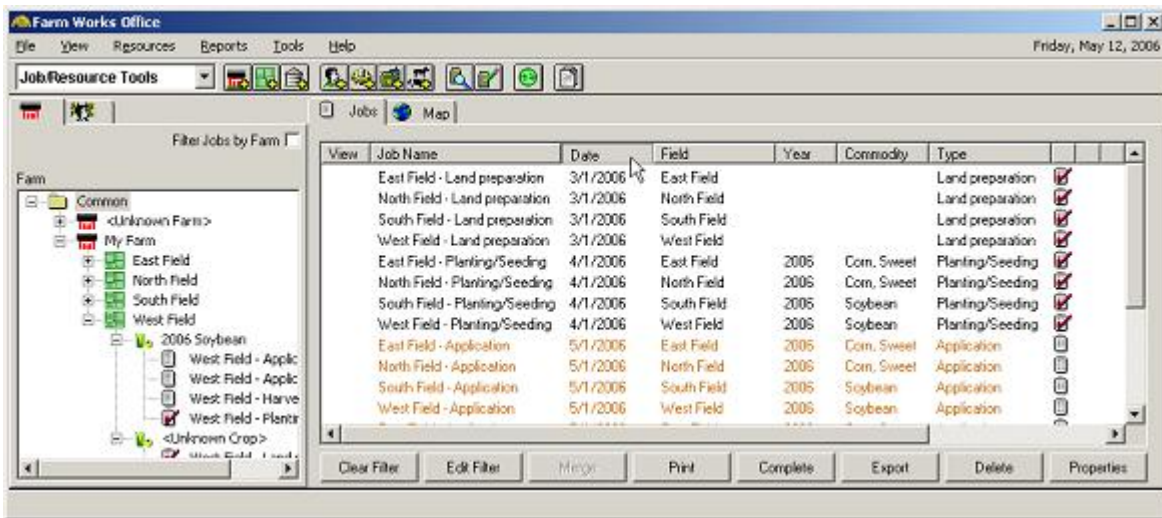 Farm Works Office
File View Resources Reports Tools Help Friday, May 12, 2006
Job/Resource Tools
Jobs Map
Filter Jobs by Farm
View Job Name Date Field Year Commodity Type
Farm
East Field - Land preparation 3/1/2006 East Field Land preparation
North Field - Land preparation 3/1/2006 North Field Land preparation
South Field - Land preparation 3/1/2006 South Field Land preparation
West Field - Land preparation 3/1/2006 West Field Land preparation
East Field - Planting/Seeding 4/1/2006 East Field 2006 Corn, Sweet Planting/Seeding
North Field - Planting/Seeding 4/1/2006 North Field 2006 Corn, Sweet Planting/Seeding
South Field - Planting/Seeding 4/1/2006 South Field 2006 Soybean Planting/Seeding
West Field - Planting/Seeding 4/1/2006 West Field 2006 Soybean Planting/Seeding
East Field - Application 5/1/2006 East Field 2006 Corn, Sweet Application
North Field - Application 5/1/2006 North Field 2006 Corn, Sweet Application
South Field - Application 5/1/2006 South Field 2006 Soybean Application
West Field - Application 5/1/2006 West Field 2006 Soybean Application
Common
<Unknown Farm>
My Farm
East Field
North Field
South Field
West Field
2006 Soybean
West Field - Applic
West Field - Applic
West Field - Harve
West Field - Plantir
<Unknown Crop>
Clear Filter Edit Filter Merge Print Complete Export Delete Properties